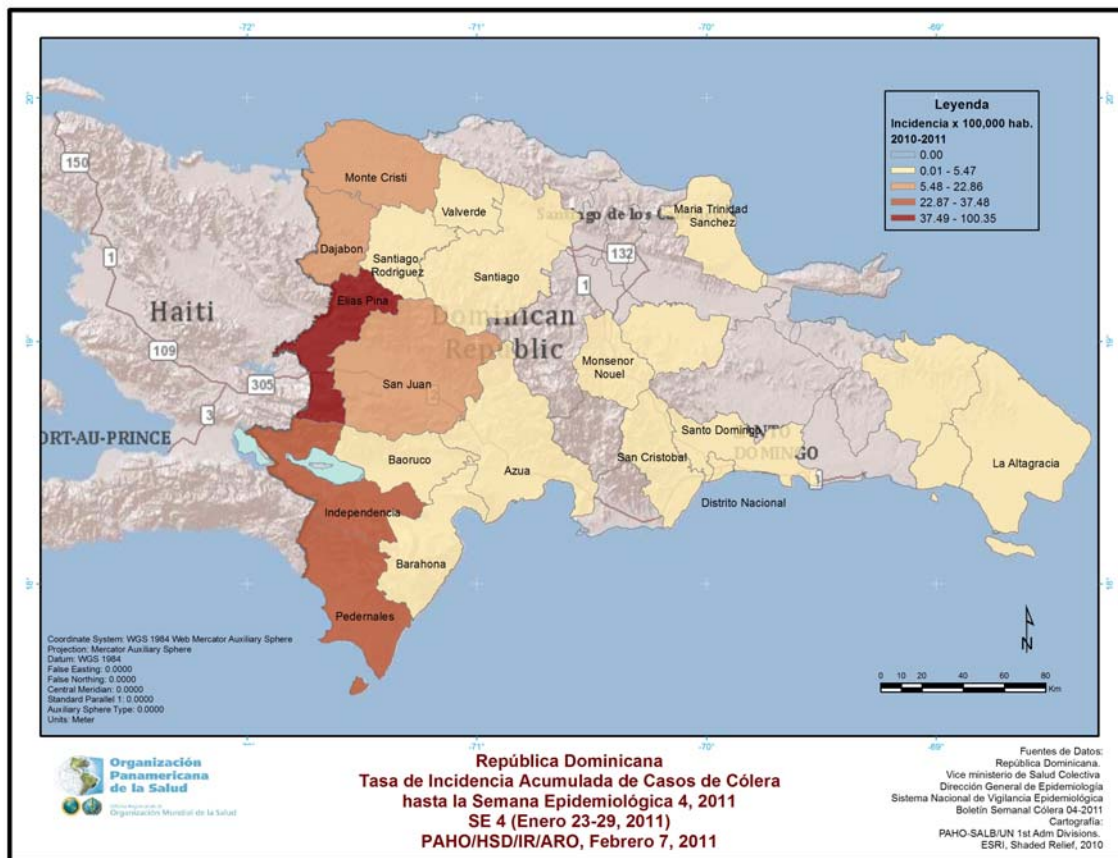 -72
-71
-70
-69
20°
20°
19°
19°
18°
18°
-72
-71
-70
-69
Leyenda
Incidencia x 100,000 hab.
2010-2011
0.00
0.01 - 5.47
5.48 - 22.86
22.87 - 37.48
37.49 - 100.35
150
1
109
305
3
132
1
2
1
Haiti
Dominican
Republic
Monte Cristi
Valverde
Dajabon
Santiago
Rodriguez
Santiago
Maria Trinidad
Sanchez
Elias Pina
San Juan
Monsenor
Nouel
Baoruco
Azua
San Cristobal
Santo Domingo
La Altagracia
Independencia
Distrito Nacional
Barahona
Pedernales
ORT-AU-PRINCE
Coordinate System: WGS 1984 Web Mercator Auxiliary Sphere
Projection: Mercator Auxiliary Sphere
Datum: WGS 1984
False Easting: 0.0000
False Northing: 0.0000
Central Meridian: 0.0000
Standard Parallel 1: 0.0000
Auxiliary Sphere Type: 0.0000
Units: Meter
N
0 10 20 40 60 80
Km
Organización
Panamericana
de la Salud
Organización Mundial de la Salud
República Dominicana
Tasa de Incidencia Acumulada de Casos de Cólera
hasta la Semana Epidemiológica 4, 2011
SE 4 (Enero 23-29, 2011)
PAHO/HSD/IR/ARO, Febrero 7, 2011
Fuentes de Datos:
República Dominicana.
Vice ministerio de Salud Colectiva
Dirección General de Epidemiología
Sistema Nacional de Vigilancia Epidemiológica
Boletín Semanal Cólera 04-2011
Cartografía:
PAHO-SALB/UN 1st Adm Divisions.
ESRI, Shaded Relief, 2010